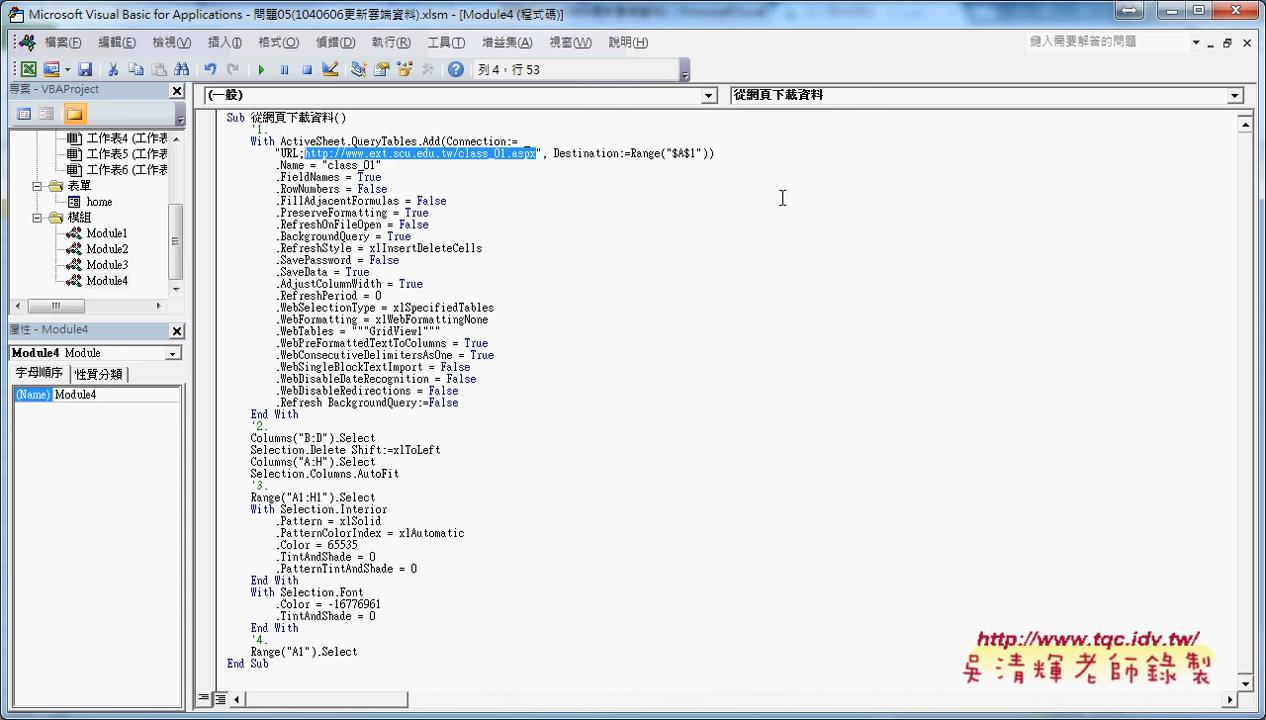 Microsoft Visual Basic for Applications - 問題05(1040606更新雲端資料).xlsm - [Module4 (程式碼)]
檔案(F) 編輯(E) 檢視(V) 插入(I) 格式(O) 偵錯(D) 執行(R) 工具(T) 增益集(A) 視窗(W) 說明(H) 鍵入需要解答的問題
列 4，行 53
專案 - VBAProject
(一般) 從網頁下載資料
工作表4 (工作表
工作表5 (工作表
工作表6 (工作表
表單
home
模組
Module1
Module2
Module3
Module4
屬性 - Module4
Module4 Module
字母順序 性質分類
(Name) Module4
Sub 從網頁下載資料()
'1.
With ActiveSheet.QueryTables.Add(Connection:= _
"URL;http://www.ext.scu.edu.tw/class_01.aspx", Destination:=Range("$A$1"))
.Name = "class_01"
.FieldNames = True
.RowNumbers = False
.FillAdjacentFormulas = False
.PreserveFormatting = True
.RefreshOnFileOpen = False
.BackgroundQuery = True
.RefreshStyle = xlInsertDeleteCells
.SavePassword = False
.SaveData = True
.AdjustColumnWidth = True
.RefreshPeriod = 0
.WebSelectionType = xlSpecifiedTables
.WebFormatting = xlWebFormattingNone
.WebTables = """GridView1"""
.WebPreFormattedTextToColumns = True
.WebConsecutiveDelimitersAsOne = True
.WebSingleBlockTextImport = False
.WebDisableDateRecognition = False
.WebDisableRedirections = False
.Refresh BackgroundQuery:=False
End With
'2.
Columns("B:D").Select
Selection.Delete Shift:=xlToLeft
Columns("A:H").Select
Selection.Columns.AutoFit
'3.
Range("A1:H1").Select
With Selection.Interior
.Pattern = xlSolid
.PatternColorIndex = xlAutomatic
.Color = 65535
.TintAndShade = 0
.PatternTintAndShade = 0
End With
With Selection.Font
.Color = -16776961
.TintAndShade = 0
End With
'4.
Range("A1").Select
End Sub
http://www.tqc.idv.tw/
吳清輝老師錄製